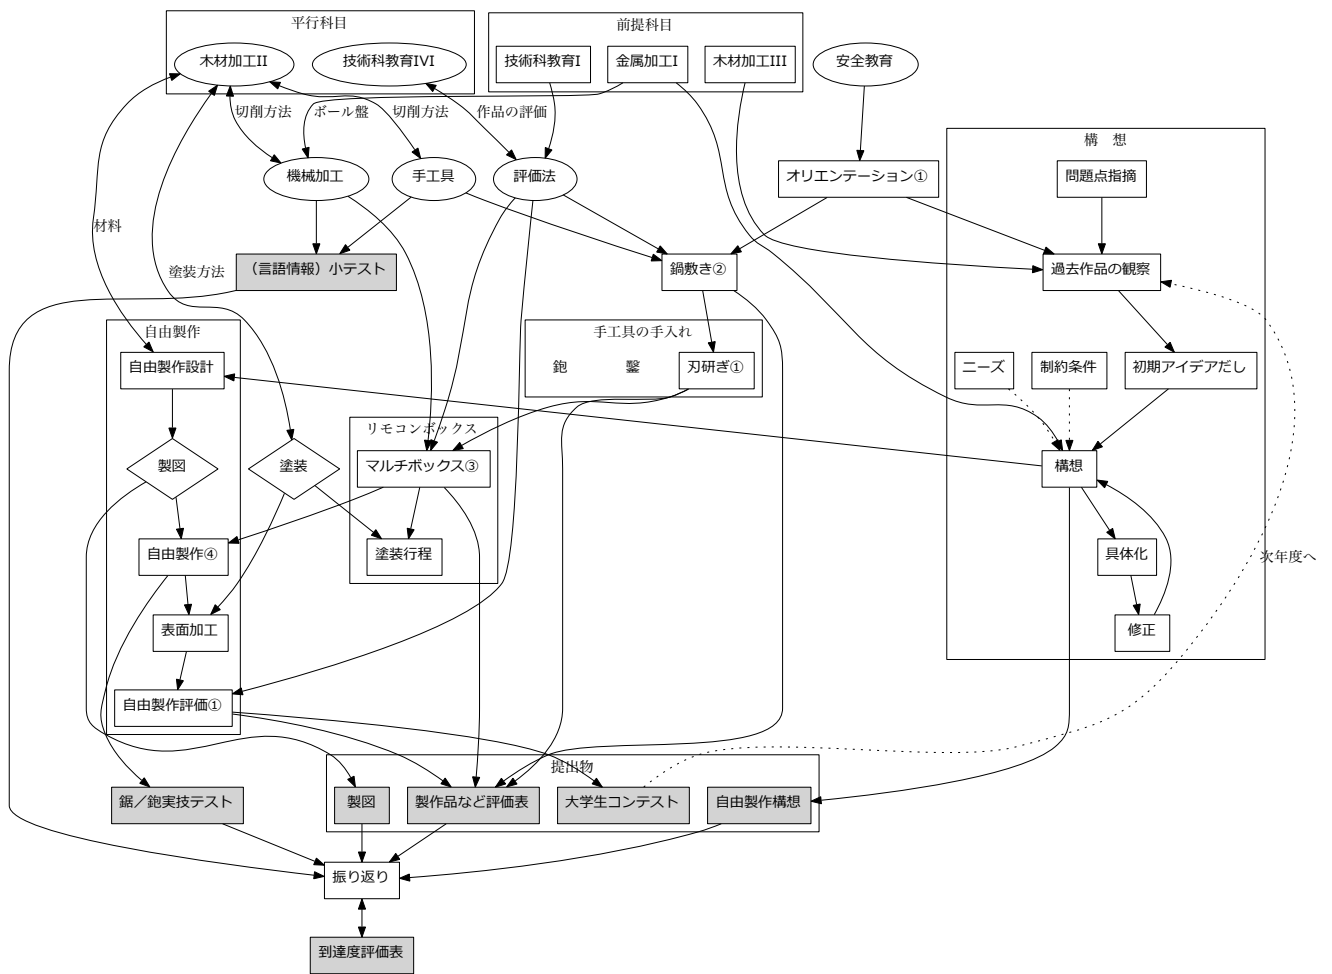 平行科目
前提科目
木材加工II
技術科教育IVI
技術科教育I
金属加工I
木材加工III
安全教育
切削方法
ボール盤
切削方法
作品の評価
構　想
機械加工
手工具
評価法
オリエンテーション①
問題点指摘
材料
塗装方法
（言語情報）小テスト
鍋敷き②
過去作品の観察
自由製作
手工具の手入れ
自由製作設計
鉋
鑿
刃研ぎ①
ニーズ
制約条件
初期アイデアだし
リモコンボックス
製図
塗装
マルチボックス③
構想
自由製作④
塗装行程
具体化
次年度へ
表面加工
修正
自由製作評価①
提出物
鋸／鉋実技テスト
製図
製作品など評価表
大学生コンテスト
自由製作構想
振り返り
到達度評価表